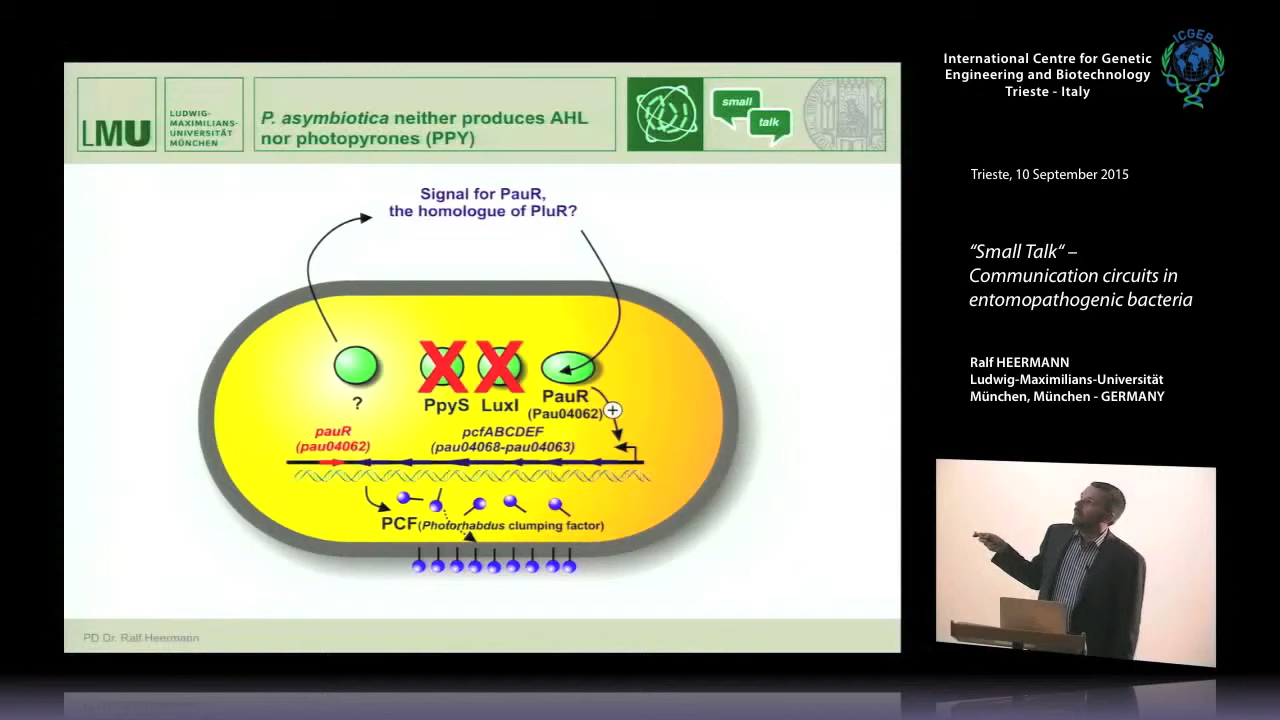 LMU
LUDWIG-
MAXIMILIANS-
UNIVERSITÄT
MÜNCHEN
P. asymbiotica neither produces AHL
nor photopyrones (PPY)
small
talk
Signal for PauR,
the homologue of PluR?
X X
?
PpyS LuxI
PauR
(Pau04062)
+
pauR
(pau04062)
pcfABCDEF
(pau04068-pau04063)
PCF(Photorhabdus clumping factor)
PD Dr. Ralf Heermann
International Centre for Genetic
Engineering and Biotechnology
Trieste - Italy
ICGEB
Trieste, 10 September 2015
“Small Talk“ –
Communication circuits in
entomopathogenic bacteria
Ralf HEERMANN
Ludwig-Maximilians-Universität
München, München - GERMANY